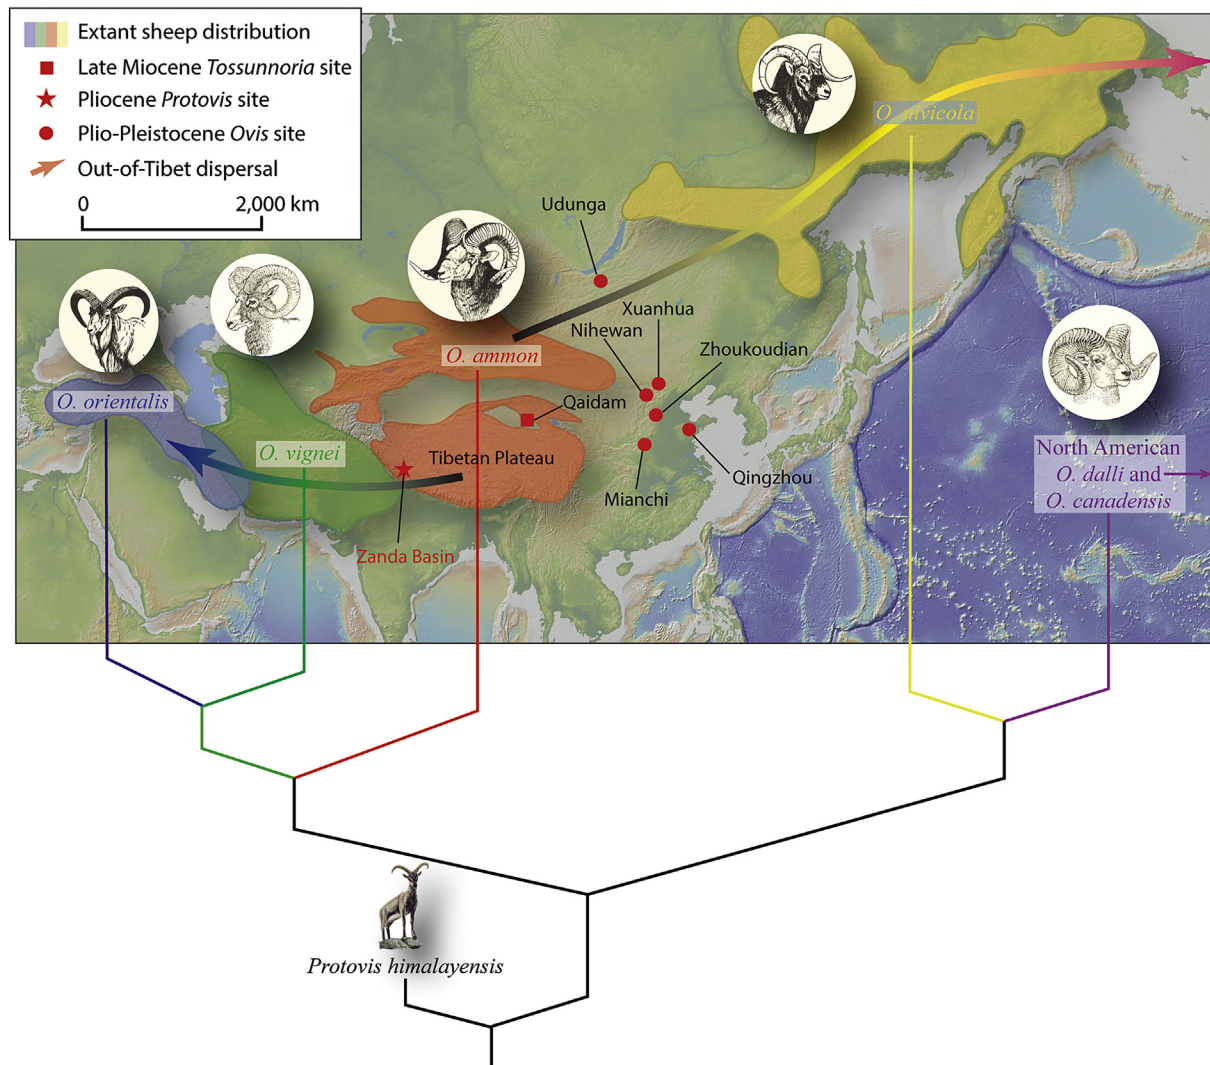 Extant sheep distribution
Late Miocene Tossunnoria site
Pliocene Protovis site
Plio-Pleistocene Ovis site
Out-of-Tibet dispersal
0 2,000 km
O. nivicola
Udunga
Xuanhua
Nihewan
Zhoukoudian
O. ammon
Qaidam
O. orientalis
O. vignei
Tibetan Plateau
Qingzhou
Mianchi
Zanda Basin
North American
O. dalli and
O. canadensis
Protovis himalayensis